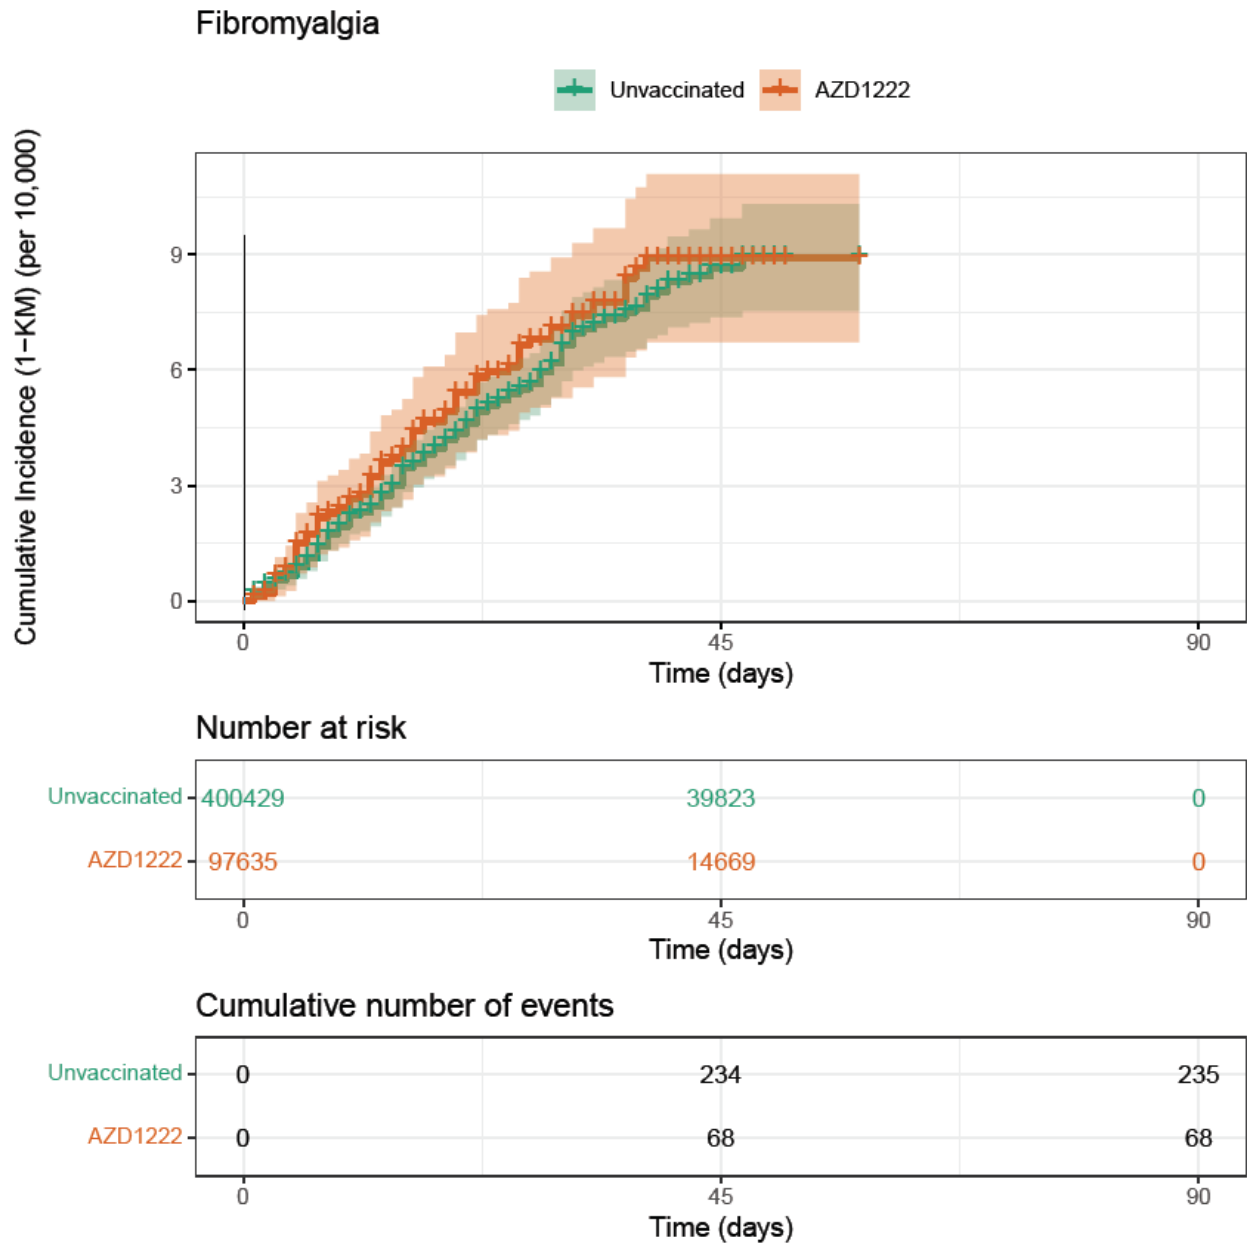 Fibromyalgia
Unvaccinated AZD1222
Cumulative Incidence (1-KM) (per 10,000)
9
6
3
0
0 45 90
Time (days)
Number at risk
Unvaccinated 400429 39823 0
AZD1222 97635 14669 0
0 45 90
Time (days)
Cumulative number of events
Unvaccinated 0 234 235
AZD1222 0 68 68
0 45 90
Time (days)